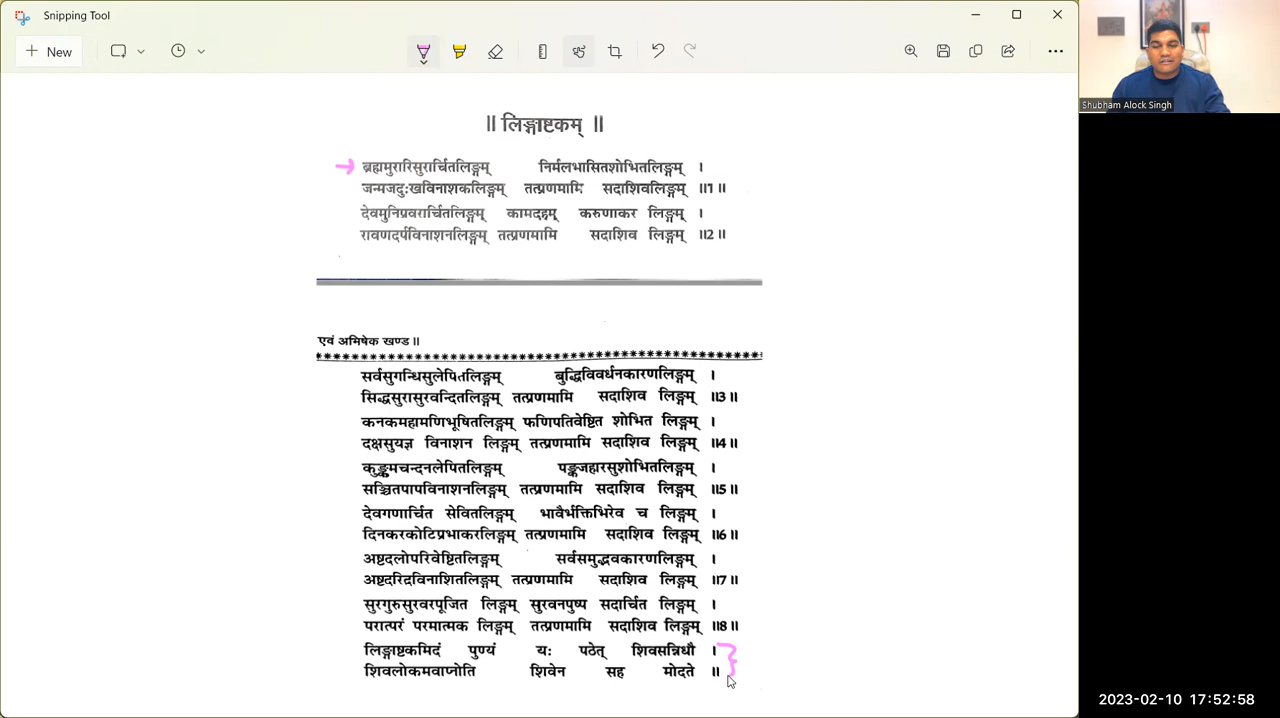 Snipping Tool
New
Shubham Alock Singh
॥ लिङ्गाष्टकम् ॥
ब्रह्ममुरारिसुरार्चितलिङ्गम् निर्मलभासितशोभितलिङ्गम् ।
जन्मजदुःखविनाशकलिङ्गम् तत्प्रणमामि सदाशिवलिङ्गम् ॥1॥
देवमुनिप्रवरार्चितलिङ्गम् कामदहम् करुणाकर लिङ्गम् ।
रावणदर्पविनाशनलिङ्गम् तत्प्रणमामि सदाशिव लिङ्गम् ॥2॥
एवं अभिषेक खण्ड॥
सर्वसुगन्धिसुलेपितलिङ्गम् बुद्धिविवर्धनकारणलिङ्गम् ।
सिद्धसुरासुरवन्दितलिङ्गम् तत्प्रणमामि सदाशिव लिङ्गम् ॥3॥
कनकमहामणिभूषितलिङ्गम् फणिपतिवेष्टित शोभित लिङ्गम् ।
दक्षसुयज्ञ विनाशन लिङ्गम् तत्प्रणमामि सदाशिव लिङ्गम् ॥4॥
कुङ्कुमचन्दनलेपितलिङ्गम् पङ्कजहारसुशोभितलिङ्गम् ।
सञ्चितपापविनाशनलिङ्गम् तत्प्रणमामि सदाशिव लिङ्गम् ॥5॥
देवगणार्चित सेवितलिङ्गम् भावैर्भक्तिभिरेव च लिङ्गम् ।
दिनकरकोटिप्रभाकरलिङ्गम् तत्प्रणमामि सदाशिव लिङ्गम् ॥6॥
अष्टदलोपरिवेष्टितलिङ्गम् सर्वसमुद्भवकारणलिङ्गम् ।
अष्टदरिद्रविनाशितलिङ्गम् तत्प्रणमामि सदाशिव लिङ्गम् ॥7॥
सुरगुरुसुरवरपूजित लिङ्गम् सुरवनपुष्प सदार्चित लिङ्गम् ।
परात्परं परमात्मक लिङ्गम् तत्प्रणमामि सदाशिव लिङ्गम् ॥8॥
लिङ्गाष्टकमिदं पुण्यं यः पठेत् शिवसन्निधौ ।
शिवलोकमवाप्नोति शिवेन सह मोदते ॥
2023-02-10 17:52:58